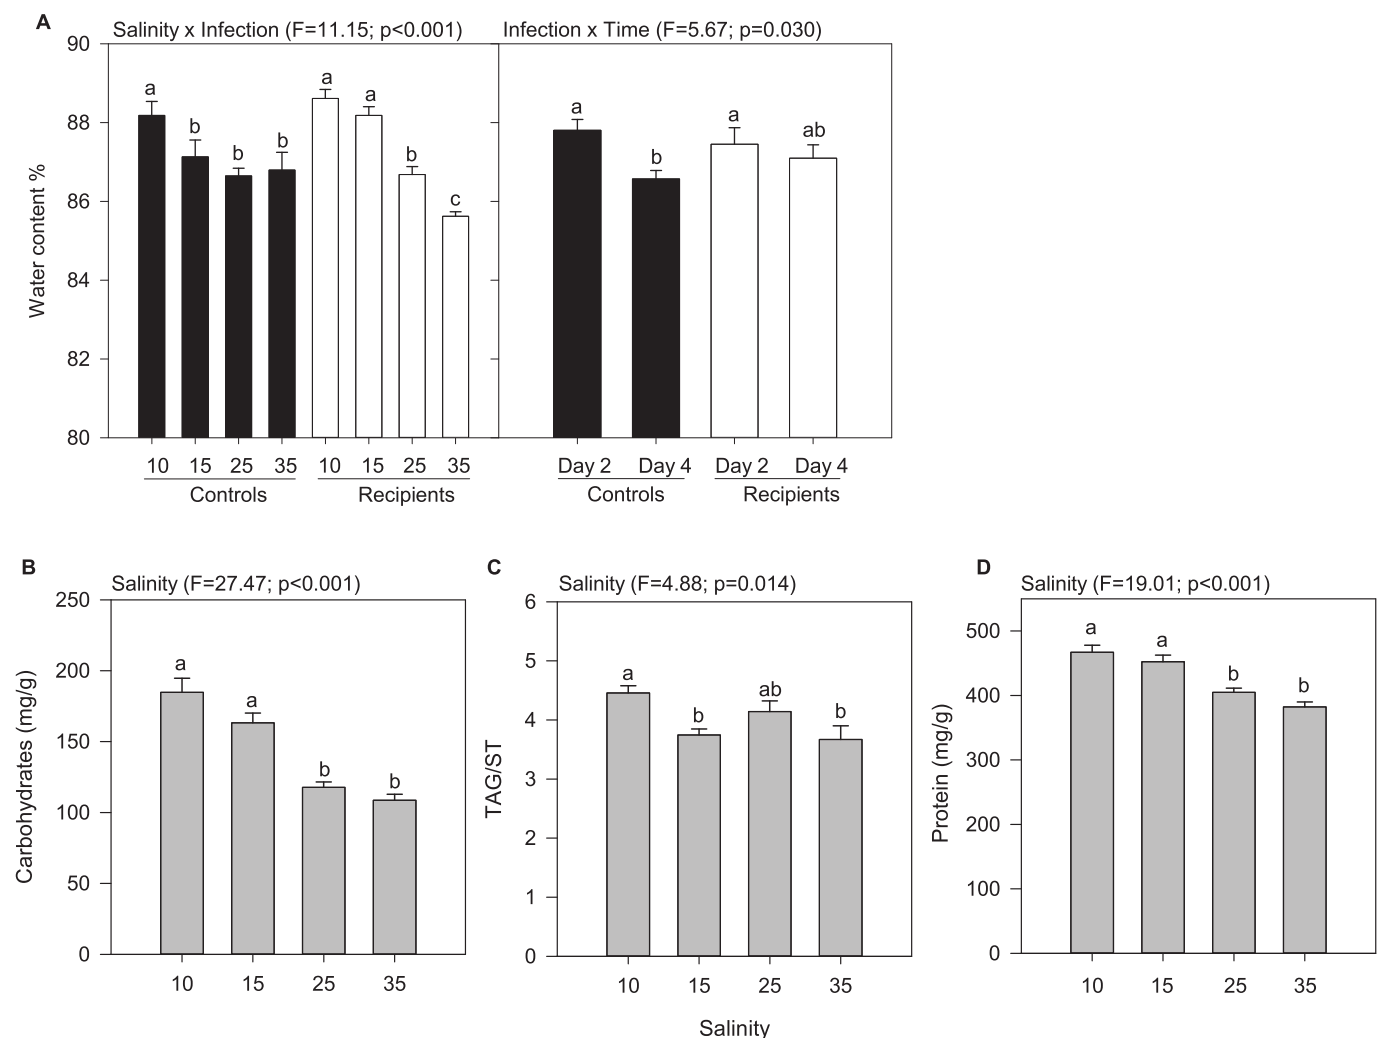 A
Salinity x Infection (F=11.15; p<0.001)
Infection x Time (F=5.67; p=0.030)
90
88
86
84
82
80
Water content %
a
b
b
b
a
a
b
c
a
b
a
ab
10 15 25 35 10 15 25 35
Day 2 Day 4 Day 2 Day 4
Controls Recipients
Controls Recipients
B
Salinity (F=27.47; p<0.001)
250
200
150
100
50
0
Carbohydrates (mg/g)
a
a
b
b
10 15 25 35
C
Salinity (F=4.88; p=0.014)
6
5
4
3
2
1
0
TAG/ST
a
b
ab
b
10 15 25 35
Salinity
D
Salinity (F=19.01; p<0.001)
500
400
300
200
100
0
Protein (mg/g)
a
a
b
b
10 15 25 35